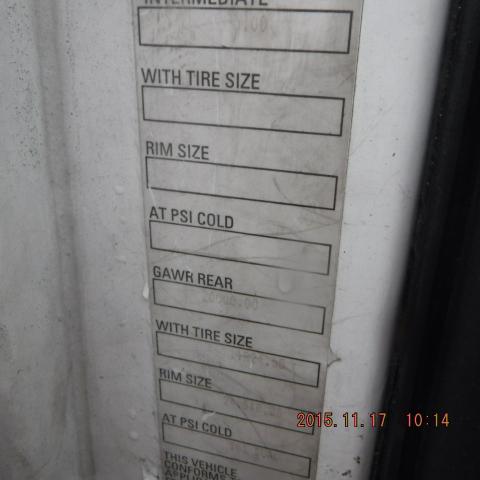 INTERMEDIATE
WITH TIRE SIZE
RIM SIZE
AT PSI COLD
GAWR REAR
WITH TIRE SIZE
RIM SIZE
2015.11.17 10:14
AT PSI COLD
THIS VEHICLE
CONFORMS